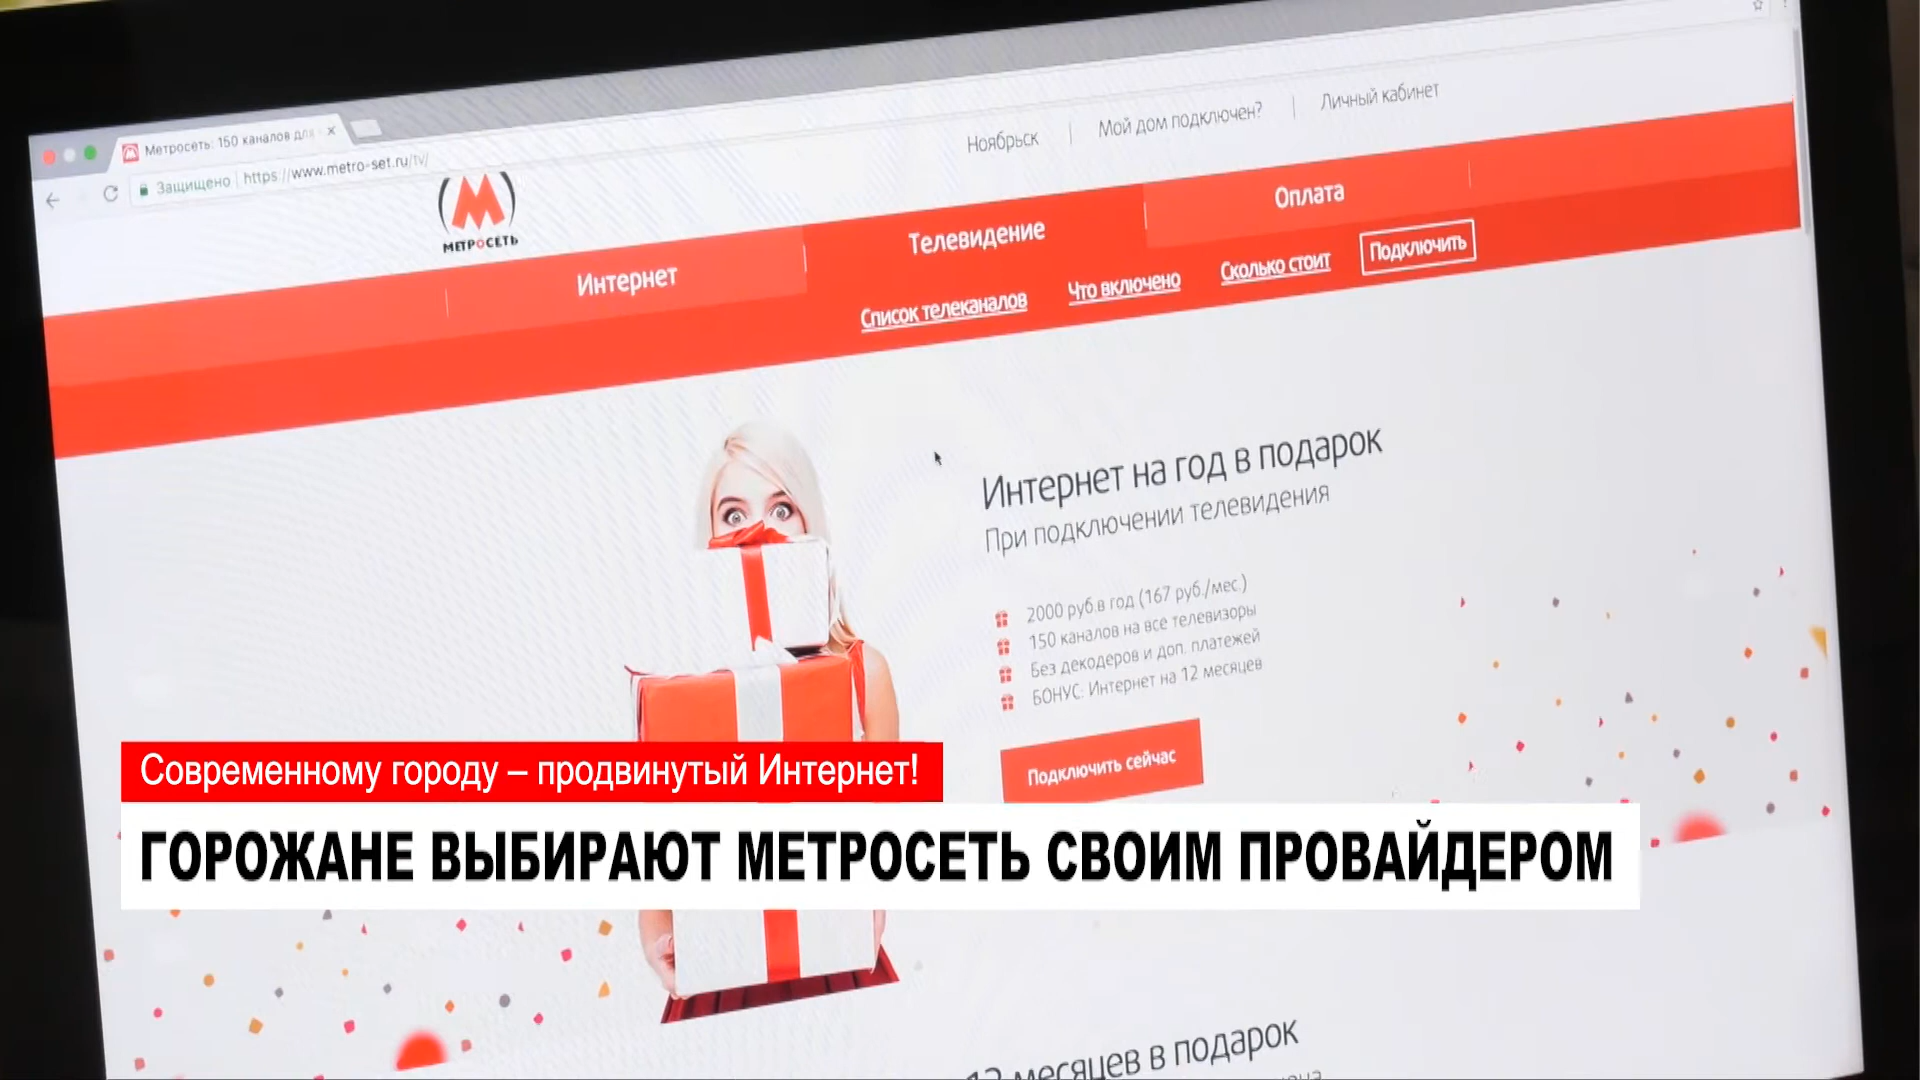 Метросеть: 150 каналов для
Защищено | https://www.metro-set.ru/tv/
Ноябрьск | Мой дом подключен? | Личный кабинет
МЕТРОСЕТЬ
Интернет
Телевидение
Оплата
Список телеканалов
Что включено
Сколько стоит
Подключить
Интернет на год в подарок
При подключении телевидения
2000 руб.в год (167 руб./мес.)
150 каналов на все телевизоры
Без декодеров и доп. платежей
БОНУС: Интернет на 12 месяцев
Подключить сейчас
Современному городу – продвинутый Интернет!
ГОРОЖАНЕ ВЫБИРАЮТ МЕТРОСЕТЬ СВОИМ ПРОВАЙДЕРОМ
12 месяцев в подарок